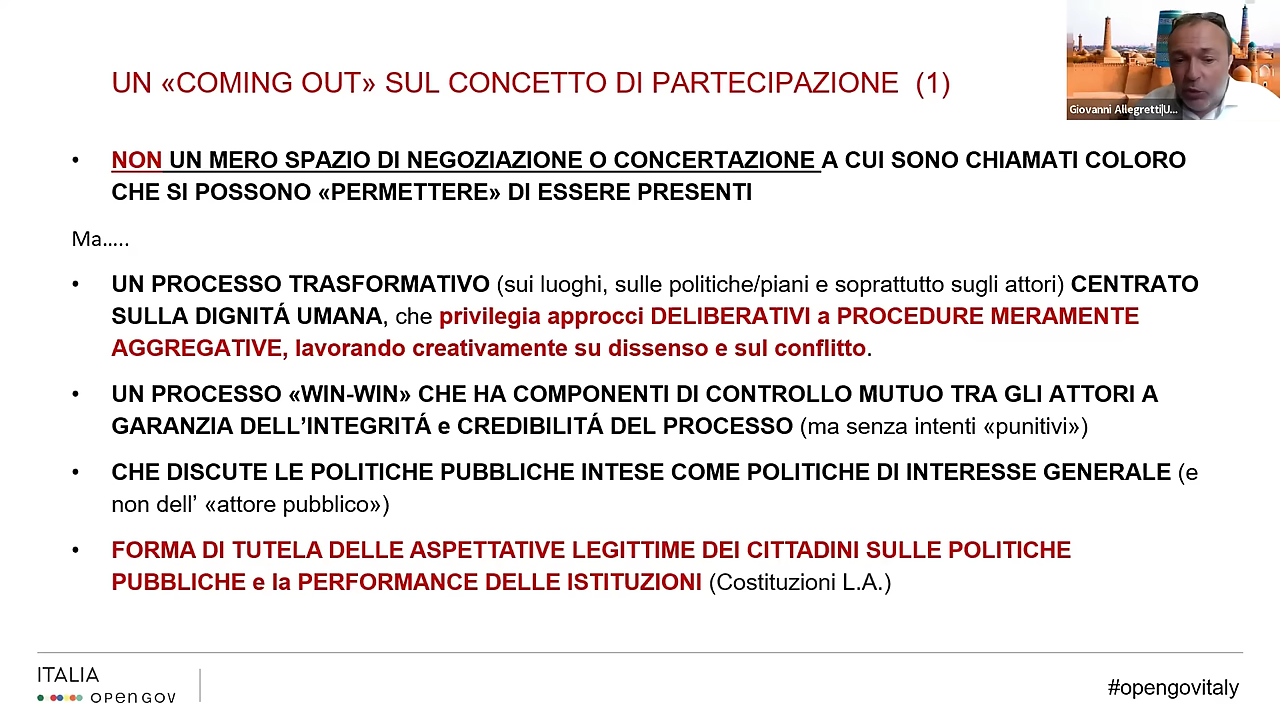 UN «COMING OUT» SUL CONCETTO DI PARTECIPAZIONE (1)
Giovanni Allegretti|U...
• NON UN MERO SPAZIO DI NEGOZIAZIONE O CONCERTAZIONE A CUI SONO CHIAMATI COLORO
CHE SI POSSONO «PERMETTERE» DI ESSERE PRESENTI
Ma.....
• UN PROCESSO TRASFORMATIVO (sui luoghi, sulle politiche/piani e soprattutto sugli attori) CENTRATO
SULLA DIGNITÁ UMANA, che privilegia approcci DELIBERATIVI a PROCEDURE MERAMENTE
AGGREGATIVE, lavorando creativamente su dissenso e sul conflitto.
• UN PROCESSO «WIN-WIN» CHE HA COMPONENTI DI CONTROLLO MUTUO TRA GLI ATTORI A
GARANZIA DELL’INTEGRITÁ e CREDIBILITÁ DEL PROCESSO (ma senza intenti «punitivi»)
• CHE DISCUTE LE POLITICHE PUBBLICHE INTESE COME POLITICHE DI INTERESSE GENERALE (e
non dell’ «attore pubblico»)
• FORMA DI TUTELA DELLE ASPETTATIVE LEGITTIME DEI CITTADINI SULLE POLITICHE
PUBBLICHE e la PERFORMANCE DELLE ISTITUZIONI (Costituzioni L.A.)
ITALIA
OPEN GOV
#opengovitaly